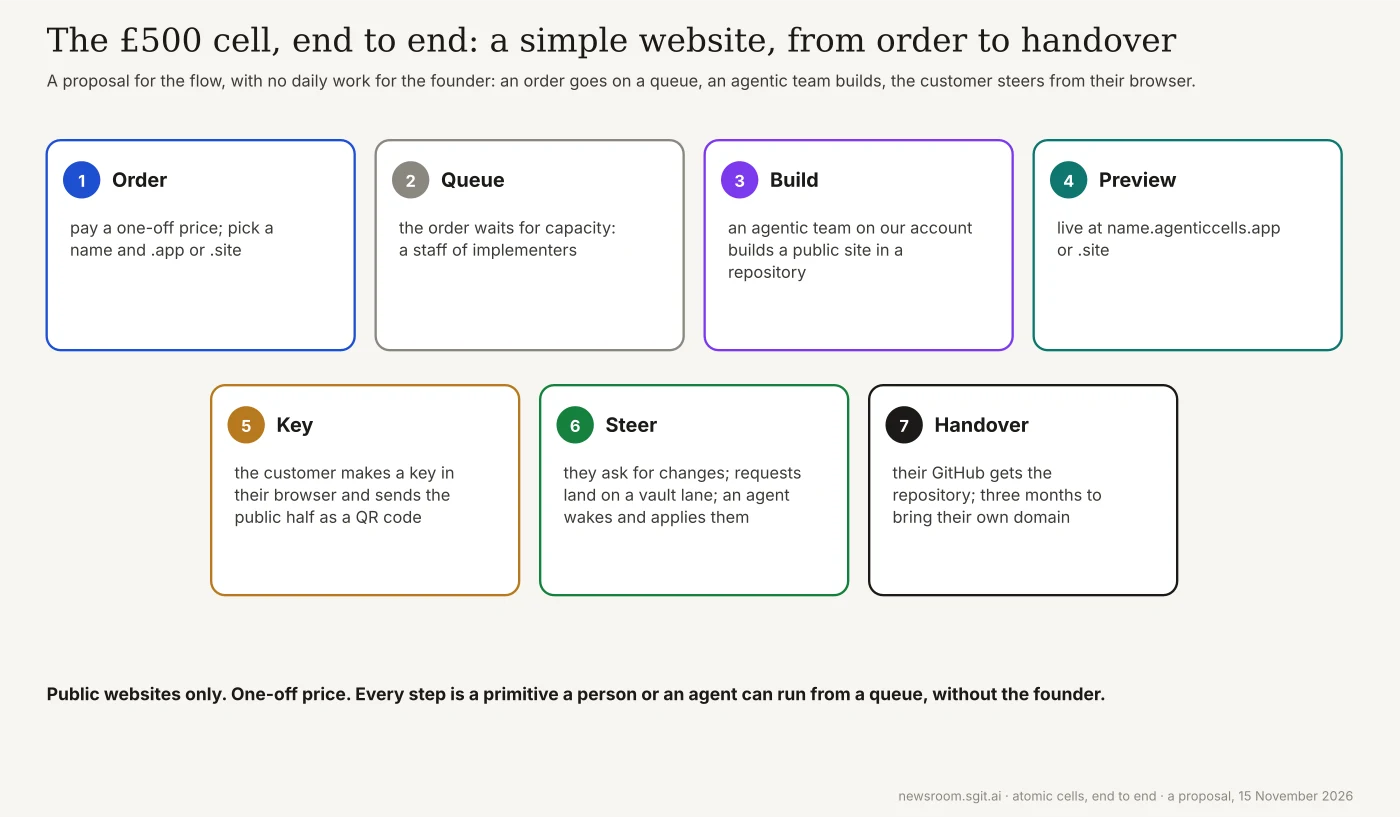 The £500 cell, end to end: a simple website, from order to handover
A proposal for the flow, with no daily work for the founder: an order goes on a queue, an agentic team builds, the customer steers from their browser.
1 Order
pay a one-off price; pick a
name and .app or .site
2 Queue
the order waits for capacity:
a staff of implementers
3 Build
an agentic team on our account
builds a public site in a
repository
4 Preview
live at name.agenticcells.app
or .site
5 Key
the customer makes a key in
their browser and sends the
public half as a QR code
6 Steer
they ask for changes; requests
land on a vault lane; an agent
wakes and applies them
7 Handover
their GitHub gets the
repository; three months to
bring their own domain
Public websites only. One-off price. Every step is a primitive a person or an agent can run from a queue, without the founder.
newsroom.sgit.ai · atomic cells, end to end · a proposal, 15 November 2026